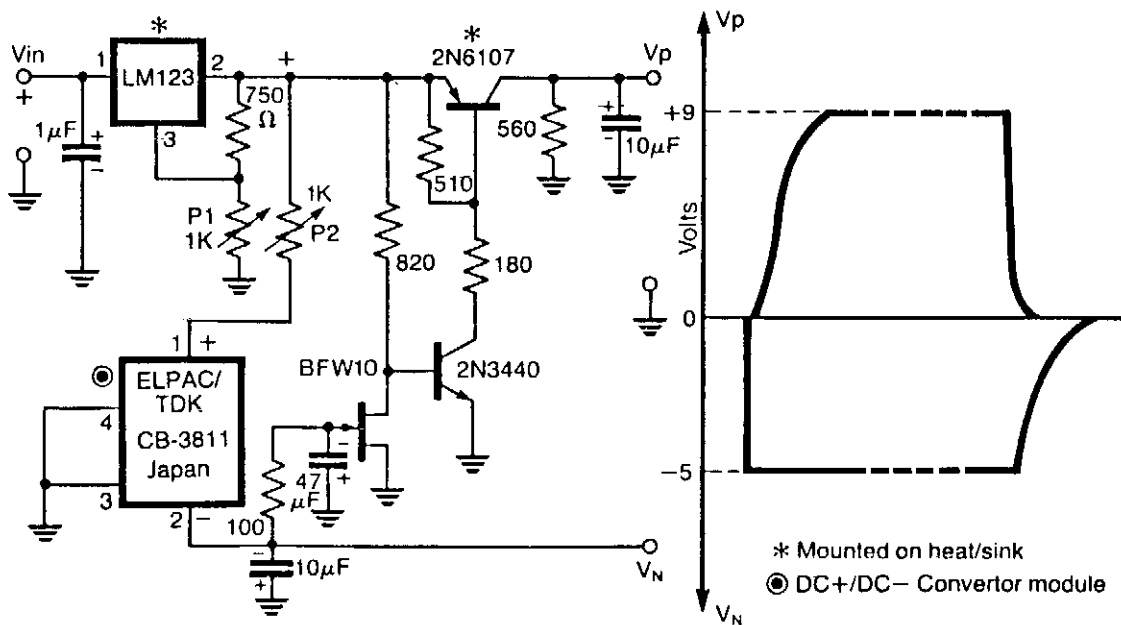 Vin
+
1
*
LM123
2
3
1μF
+
-
750
Ω
+
P1
1K
1K
P2
820
*
2N6107
510
180
560
Vp
+
-
10μF
BFW10
2N3440
1
+
ELPAC/
TDK
CB-3811
Japan
4
3
2
-
100
-
47
μF
+
-
10μF
+
VN
Vp
+9
Volts
0
-5
VN
* Mounted on heat/sink
◉ DC+/DC− Convertor module